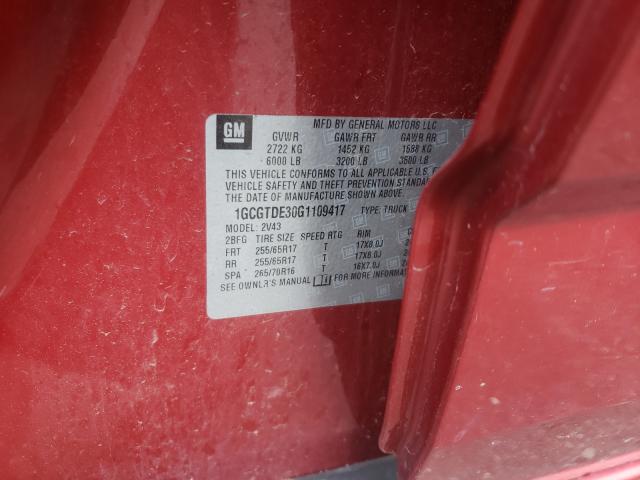 GM
MFD BY GENERAL MOTORS LLC
GVWR GAWR FRT GAWR RR
2722 KG 1452 KG 1588 KG
6000 LB 3200 LB 3500 LB
THIS VEHICLE CONFORMS TO ALL APPLICABLE U.S. F
VEHICLE SAFETY AND THEFT PREVENTION STANDAR
THE DATE OF MANUFACTURE SHOWN ABOVE.
1GCGTDE30G1109417 TYPE: TRUCK
MODEL: 2V43
2BFG TIRE SIZE SPEED RTG RIM
FRT 255/65R17 T 17X8.0J
RR 255/65R17 T 17X8.0J
SPA 265/70R16 T 16X7.0J
SEE OWNER'S MANUAL FOR MORE INFORMATION